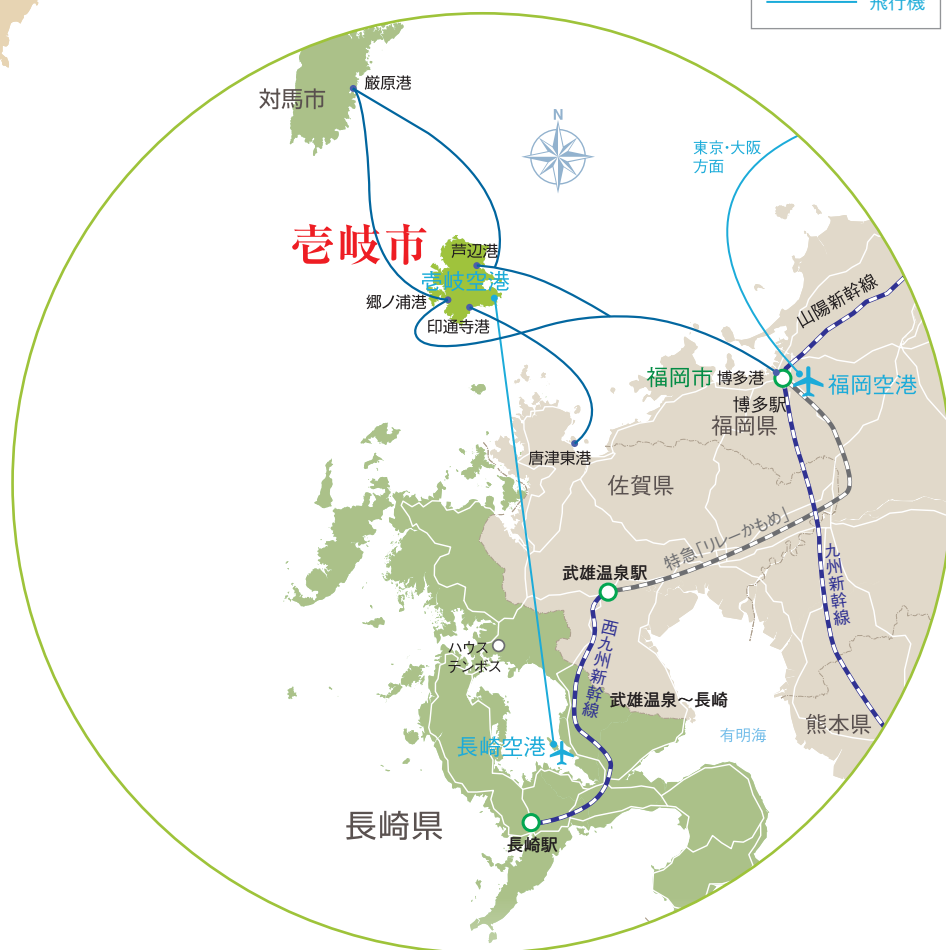 飛行機
厳原港
対馬市
N
東京･大阪
方面
壱岐市
芦辺港
壱岐空港
郷ノ浦港
印通寺港
山陽新幹線
福岡市
博多港
福岡空港
博多駅
福岡県
唐津東港
佐賀県
特急｢リレーかもめ｣
九州新幹線
武雄温泉駅
西九州新幹線
ハウス
テンボス
武雄温泉～長崎
熊本県
有明海
長崎空港
長崎県
長崎駅